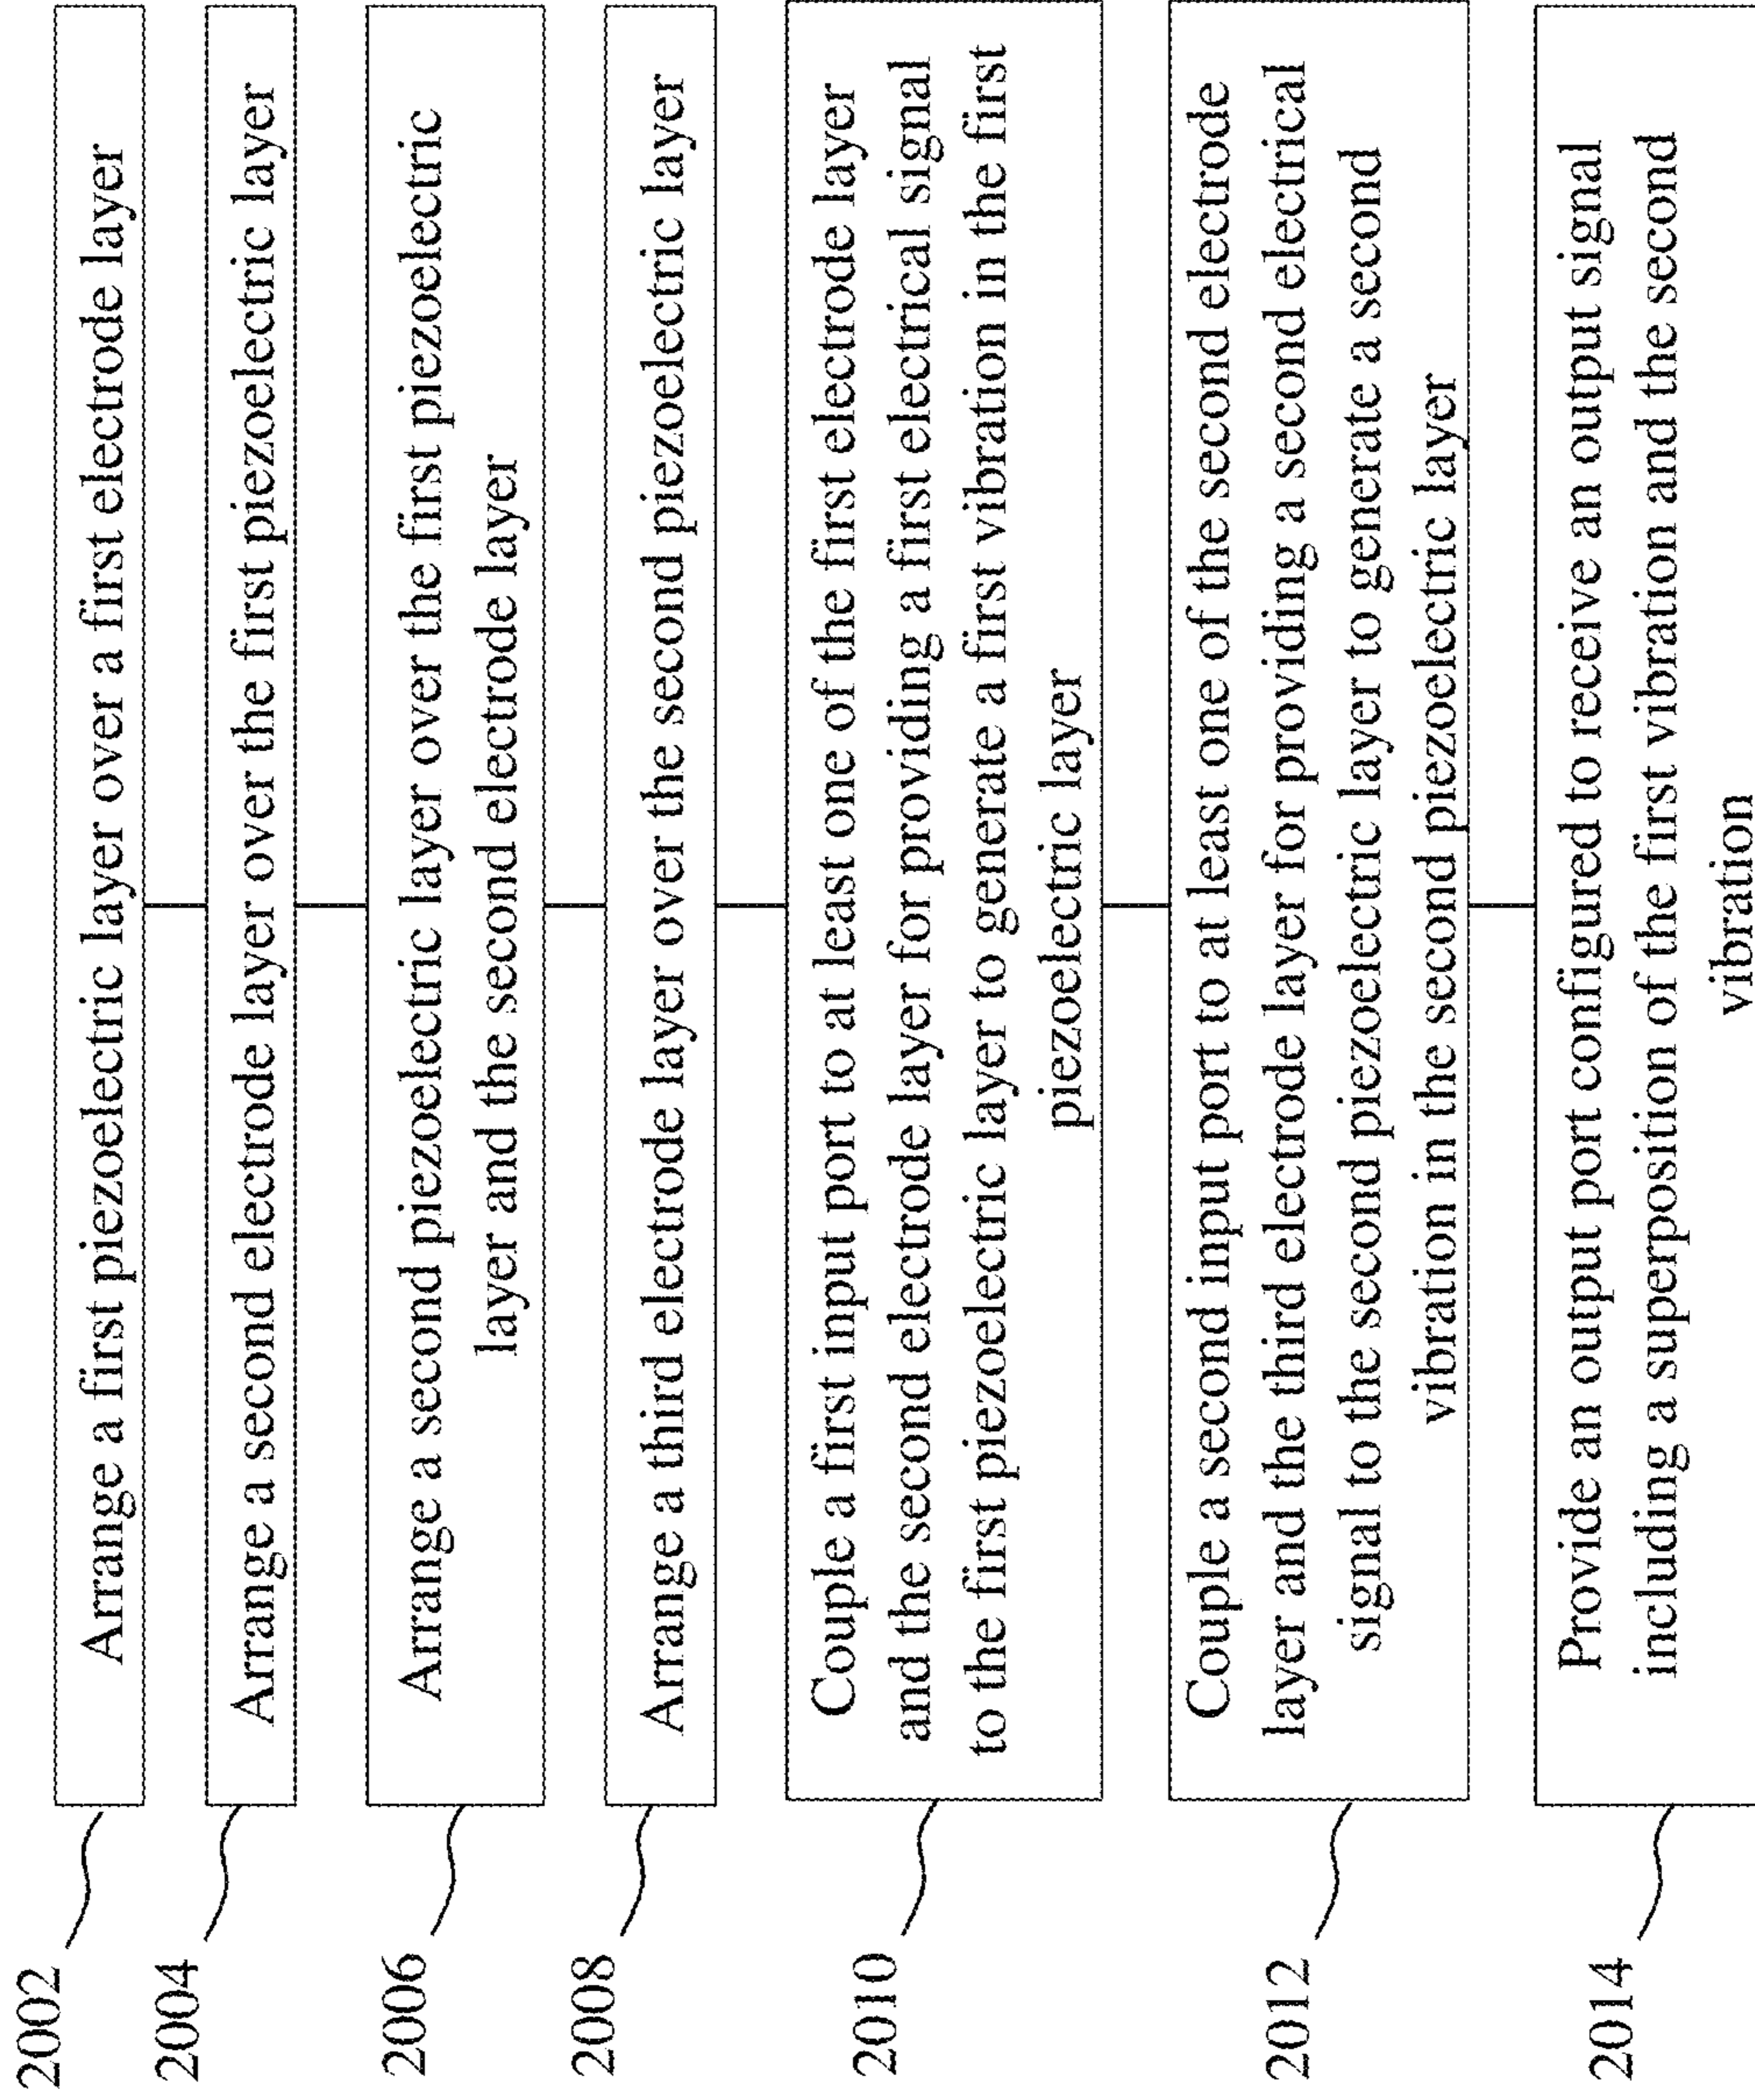 2002
Arrange a first piezoelectric layer over a first electrode layer
2004
Arrange a second electrode layer over the first piezoelectric layer
2006
Arrange a second piezoelectric layer over the first piezoelectric
layer and the second electrode layer
2008
Arrange a third electrode layer over the second piezoelectric layer
2010
Couple a first input port to at least one of the first electrode layer
and the second electrode layer for providing a first electrical signal
to the first piezoelectric layer to generate a first vibration in the first
piezoelectric layer
2012
Couple a second input port to at least one of the second electrode
layer and the third electrode layer for providing a second electrical
signal to the second piezoelectric layer to generate a second
vibration in the second piezoelectric layer
2014
Provide an output port configured to receive an output signal
including a superposition of the first vibration and the second
vibration